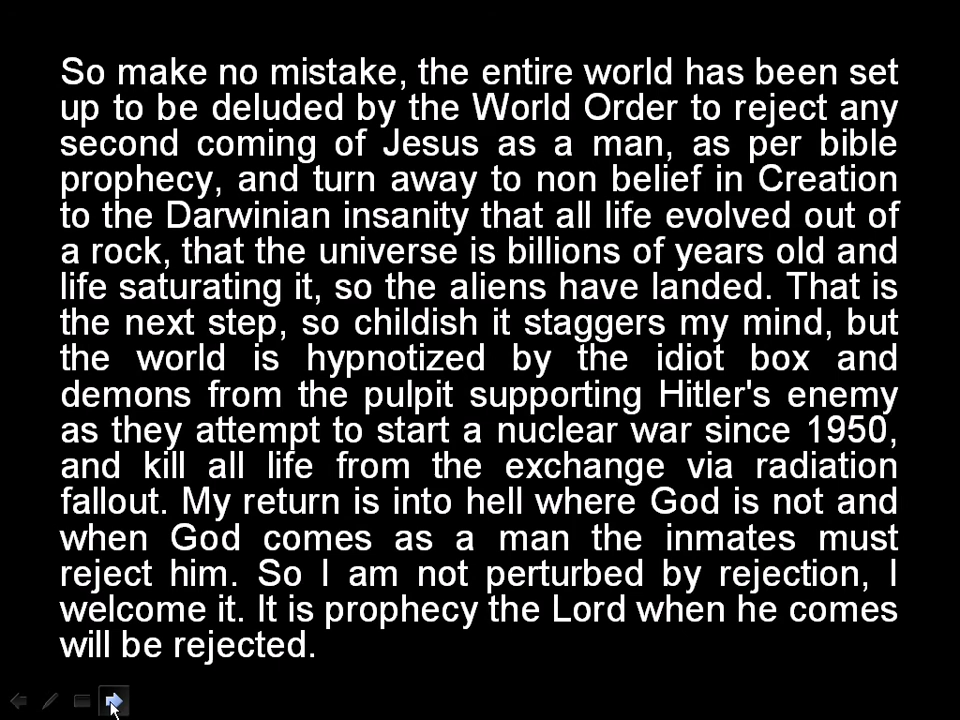 So make no mistake, the entire world has been set
up to be deluded by the World Order to reject any
second coming of Jesus as a man, as per bible
prophecy, and turn away to non belief in Creation
to the Darwinian insanity that all life evolved out of
a rock, that the universe is billions of years old and
life saturating it, so the aliens have landed. That is
the next step, so childish it staggers my mind, but
the world is hypnotized by the idiot box and
demons from the pulpit supporting Hitler's enemy
as they attempt to start a nuclear war since 1950,
and kill all life from the exchange via radiation
fallout. My return is into hell where God is not and
when God comes as a man the inmates must
reject him. So I am not perturbed by rejection, I
welcome it. It is prophecy the Lord when he comes
will be rejected.